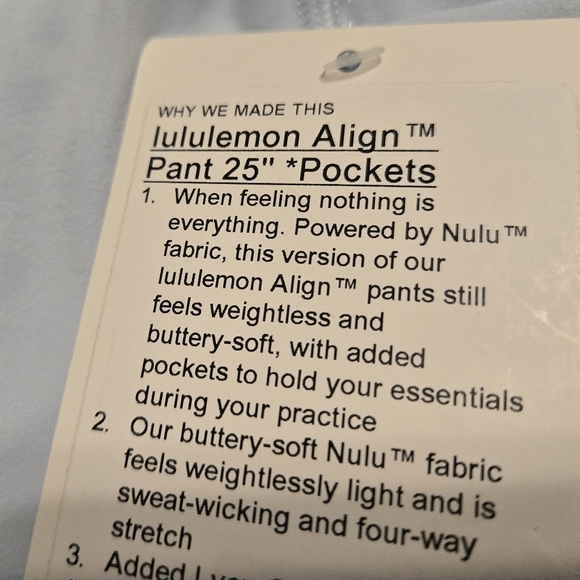 WHY WE MADE THIS
lululemon Align™
Pant 25" *Pockets
1. When feeling nothing is
everything. Powered by Nulu™
fabric, this version of our
lululemon Align™ pants still
feels weightless and
buttery-soft, with added
pockets to hold your essentials
during your practice
2. Our buttery-soft Nulu™ fabric
feels weightlessly light and is
sweat-wicking and four-way
stretch
3. Added